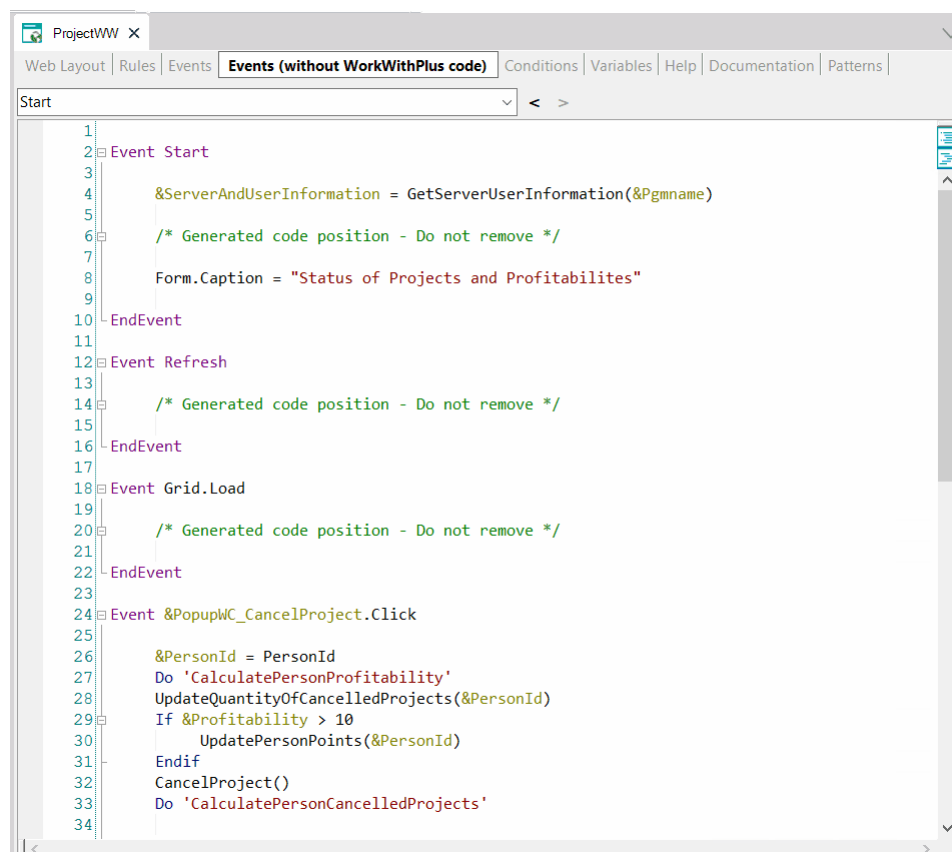 ProjectWW X
Web Layout Rules Events Events (without WorkWithPlus code) Conditions Variables Help Documentation Patterns
Start < >
1
2 Event Start
3
4 &ServerAndUserInformation = GetServerUserInformation(&Pgmname)
5
6 /* Generated code position - Do not remove */
7
8 Form.Caption = "Status of Projects and Profitabilites"
9
10 EndEvent
11
12 Event Refresh
13
14 /* Generated code position - Do not remove */
15
16 EndEvent
17
18 Event Grid.Load
19
20 /* Generated code position - Do not remove */
21
22 EndEvent
23
24 Event &PopupWC_CancelProject.Click
25
26 &PersonId = PersonId
27 Do 'CalculatePersonProfitability'
28 UpdateQuantityOfCancelledProjects(&PersonId)
29 If &Profitability > 10
30 UpdatePersonPoints(&PersonId)
31 Endif
32 CancelProject()
33 Do 'CalculatePersonCancelledProjects'
34